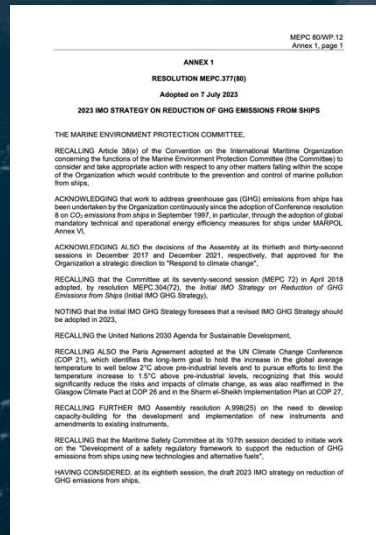 MEPC 80/WP.12
Annex 1, page 1
ANNEX 1
RESOLUTION MEPC.377(80)
Adopted on 7 July 2023
2023 IMO STRATEGY ON REDUCTION OF GHG EMISSIONS FROM SHIPS
THE MARINE ENVIRONMENT PROTECTION COMMITTEE,
RECALLING Article 38(e) of the Convention on the International Maritime Organization
concerning the functions of the Marine Environment Protection Committee (the Committee) to
consider and take appropriate action with respect to any other matters falling within the scope
of the Organization which would contribute to the prevention and control of marine pollution
from ships,
ACKNOWLEDGING that work to address greenhouse gas (GHG) emissions from ships has
been undertaken by the Organization continuously since the adoption of Conference resolution
8 on CO2 emissions from ships in September 1997, in particular, through the adoption of global
mandatory technical and operational energy efficiency measures for ships under MARPOL
Annex VI,
ACKNOWLEDGING ALSO the decisions of the Assembly at its thirtieth and thirty-second
sessions in December 2017 and December 2021, respectively, that approved for the
Organization a strategic direction to "Respond to climate change",
RECALLING that the Committee at its seventy-second session (MEPC 72) in April 2018
adopted, by resolution MEPC.304(72), the Initial IMO Strategy on Reduction of GHG
Emissions from Ships (Initial IMO GHG Strategy),
NOTING that the Initial IMO GHG Strategy foresees that a revised IMO GHG Strategy should
be adopted in 2023,
RECALLING the United Nations 2030 Agenda for Sustainable Development,
RECALLING ALSO the Paris Agreement adopted at the UN Climate Change Conference
(COP 21), which identifies the long-term goal to hold the increase in the global average
temperature to well below 2°C above pre-industrial levels and to pursue efforts to limit the
temperature increase to 1.5°C above pre-industrial levels, recognizing that this would
significantly reduce the risks and impacts of climate change, as was also reaffirmed in the
Glasgow Climate Pact at COP 26 and in the Sharm el-Sheikh Implementation Plan at COP 27,
RECALLING FURTHER IMO Assembly resolution A.998(25) on the need to develop
capacity-building for the development and implementation of new instruments and
amendments to existing instruments,
RECALLING that the Maritime Safety Committee at its 107th session decided to initiate work
on the "Development of a safety regulatory framework to support the reduction of GHG
emissions from ships using new technologies and alternative fuels",
HAVING CONSIDERED, at its eightieth session, the draft 2023 IMO strategy on reduction of
GHG emissions from ships,